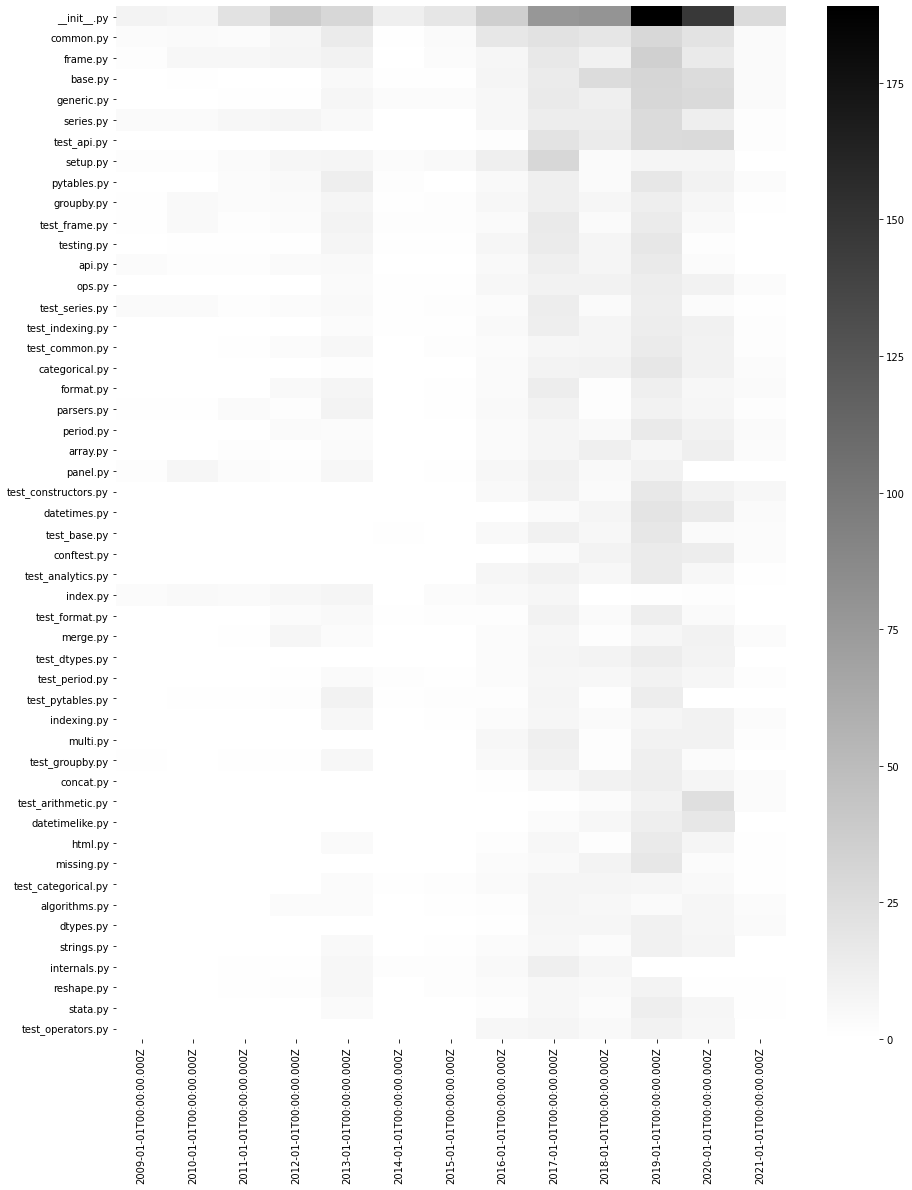 __init__.py
common.py
frame.py
base.py
generic.py
series.py
test_api.py
setup.py
pytables.py
groupby.py
test_frame.py
testing.py
api.py
ops.py
test_series.py
test_indexing.py
test_common.py
categorical.py
format.py
parsers.py
period.py
array.py
panel.py
test_constructors.py
datetimes.py
test_base.py
conftest.py
test_analytics.py
index.py
test_format.py
merge.py
test_dtypes.py
test_period.py
test_pytables.py
indexing.py
multi.py
test_groupby.py
concat.py
test_arithmetic.py
datetimelike.py
html.py
missing.py
test_categorical.py
algorithms.py
dtypes.py
strings.py
internals.py
reshape.py
stata.py
test_operators.py
2009-01-01T00:00:00.000Z
2010-01-01T00:00:00.000Z
2011-01-01T00:00:00.000Z
2012-01-01T00:00:00.000Z
2013-01-01T00:00:00.000Z
2014-01-01T00:00:00.000Z
2015-01-01T00:00:00.000Z
2016-01-01T00:00:00.000Z
2017-01-01T00:00:00.000Z
2018-01-01T00:00:00.000Z
2019-01-01T00:00:00.000Z
2020-01-01T00:00:00.000Z
2021-01-01T00:00:00.000Z
175
150
125
100
75
50
25
0